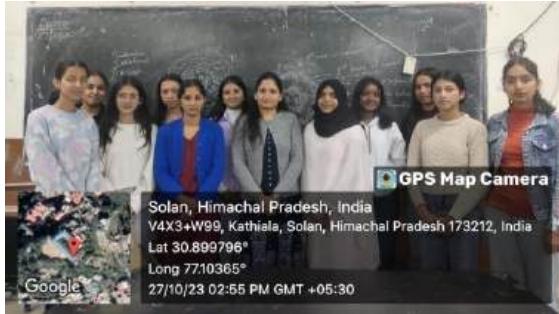 GPS Map Camera
Solan, Himachal Pradesh, India
V4X3+W99, Kathiala, Solan, Himachal Pradesh 173212, India
Lat 30.899796°
Long 77.10365°
27/10/23 02:55 PM GMT +05:30
Google